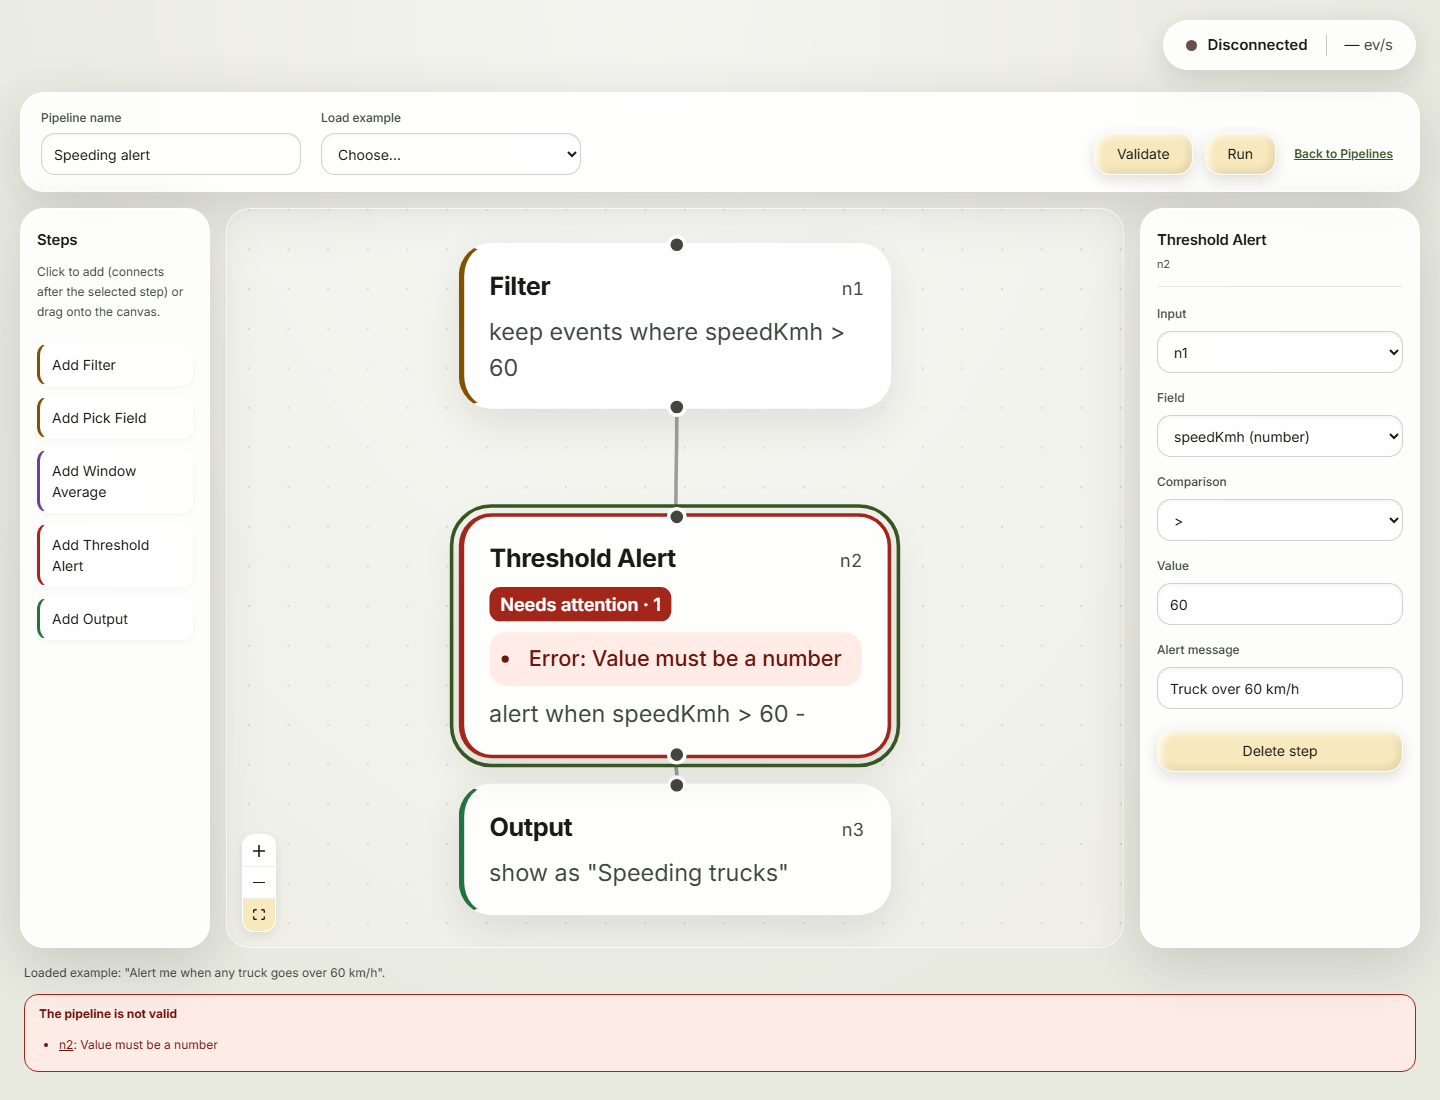 Disconnected
— ev/s
Pipeline name
Load example
Speeding alert
Choose...
Validate
Run
Back to Pipelines
Steps
Click to add (connects
after the selected step) or
drag onto the canvas.
Add Filter
Add Pick Field
Add Window
Average
Add Threshold
Alert
Add Output
Filter
n1
keep events where speedKmh >
60
Threshold Alert
n2
Needs attention · 1
• Error: Value must be a number
alert when speedKmh > 60 -
Output
n3
show as "Speeding trucks"
Threshold Alert
n2
Input
n1
Field
speedKmh (number)
Comparison
>
Value
60
Alert message
Truck over 60 km/h
Delete step
Loaded example: "Alert me when any truck goes over 60 km/h".
The pipeline is not valid
• n2: Value must be a number